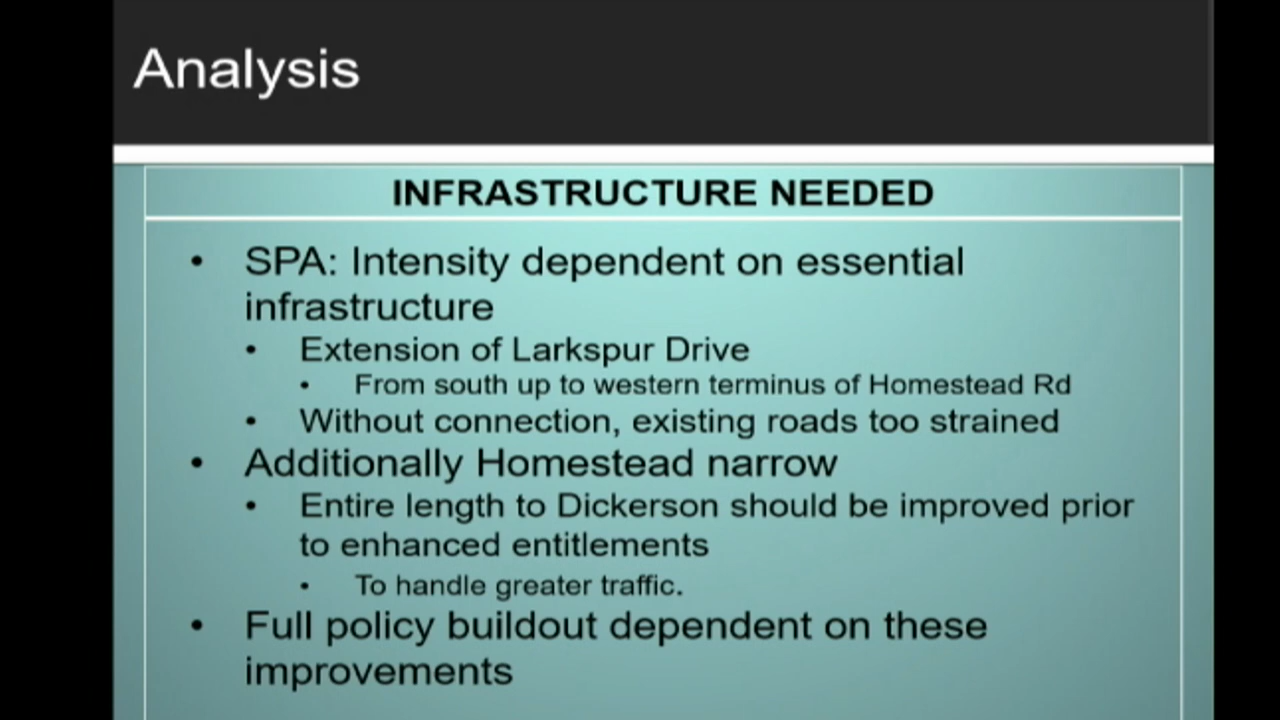 Analysis
INFRASTRUCTURE NEEDED
• SPA: Intensity dependent on essential
infrastructure
• Extension of Larkspur Drive
• From south up to western terminus of Homestead Rd
• Without connection, existing roads too strained
• Additionally Homestead narrow
• Entire length to Dickerson should be improved prior
to enhanced entitlements
• To handle greater traffic.
• Full policy buildout dependent on these
improvements